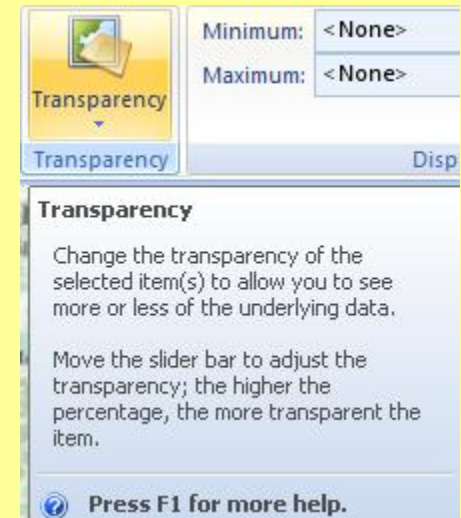 Minimum: <None>
Maximum: <None>
Transparency
Transparency
Disp
Transparency
Change the transparency of the
selected item(s) to allow you to see
more or less of the underlying data.
Move the slider bar to adjust the
transparency; the higher the
percentage, the more transparent the
item.
Press F1 for more help.